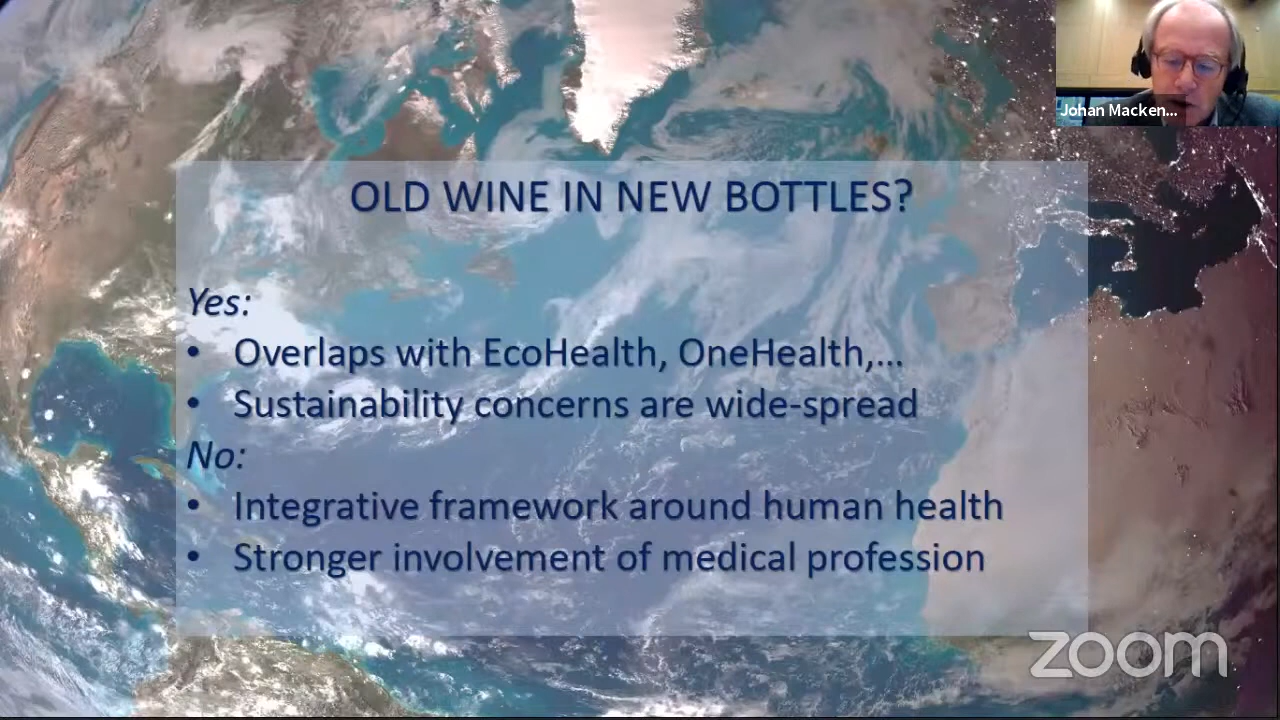 Johan Macken...
OLD WINE IN NEW BOTTLES?
Yes:
• Overlaps with EcoHealth, OneHealth,...
• Sustainability concerns are wide-spread
No:
• Integrative framework around human health
• Stronger involvement of medical profession
zoom